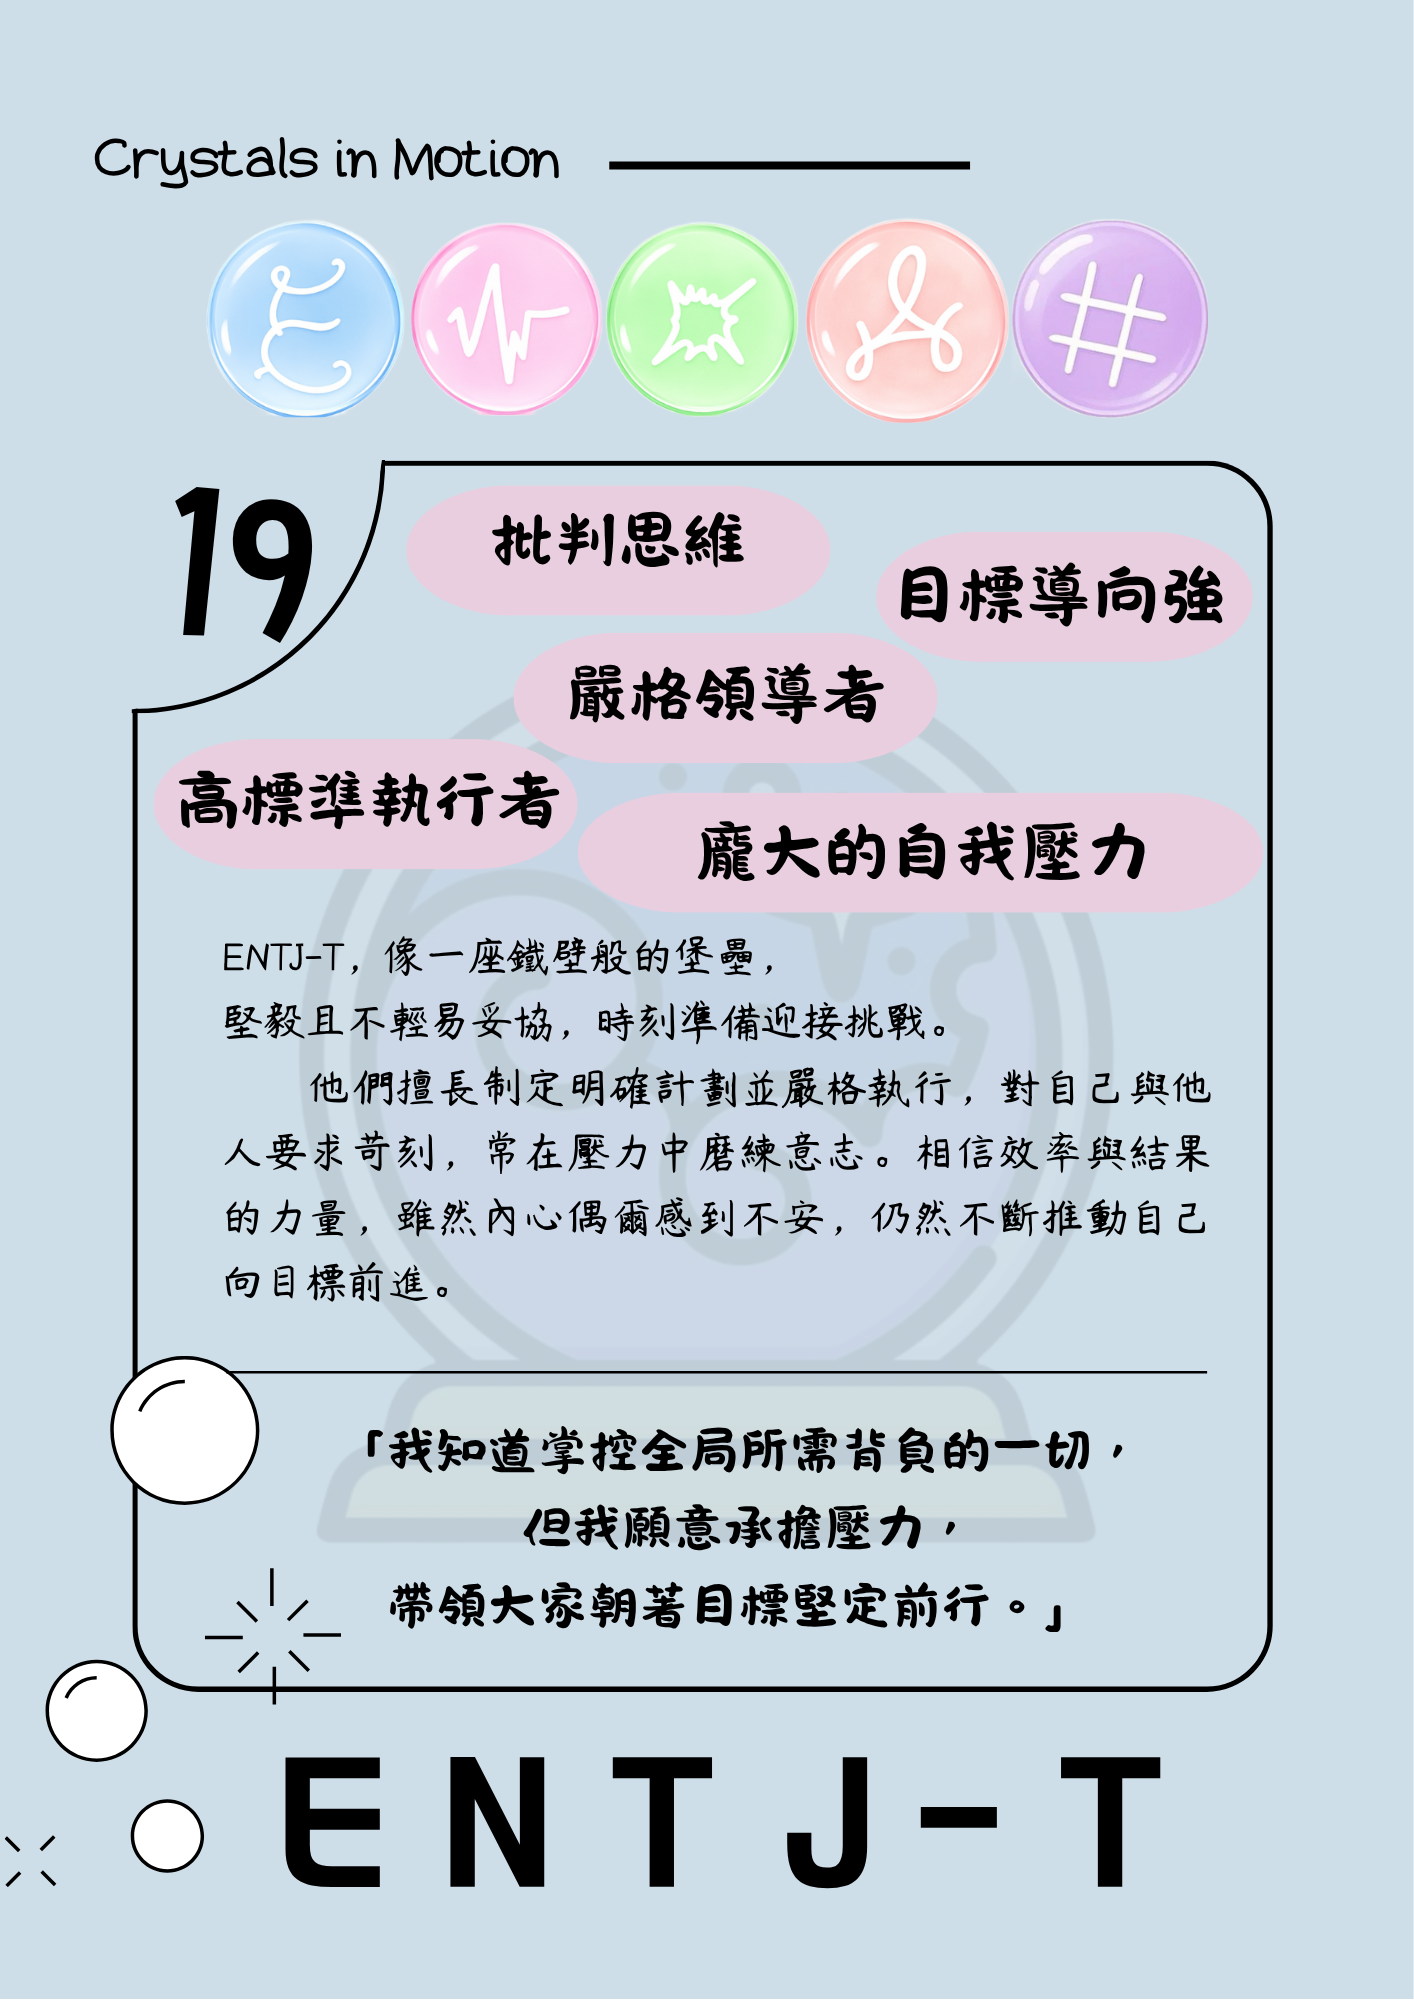 Crystals in Motion
19
批判思維
目標導向強
嚴格領導者
高標準執行者
龐大的自我壓力
ENTJ-T，像一座鐵壁般的堡壘，
堅毅且不輕易妥協，時刻準備迎接挑戰。
他們擅長制定明確計劃並嚴格執行，對自己與他
人要求苛刻，常在壓力中磨練意志。相信效率與結果
的力量，雖然內心偶爾感到不安，仍然不斷推動自己
向目標前進。
「我知道掌控全局所需背負的一切，
但我願意承擔壓力，
帶領大家朝著目標堅定前行。」
ENTJ-T